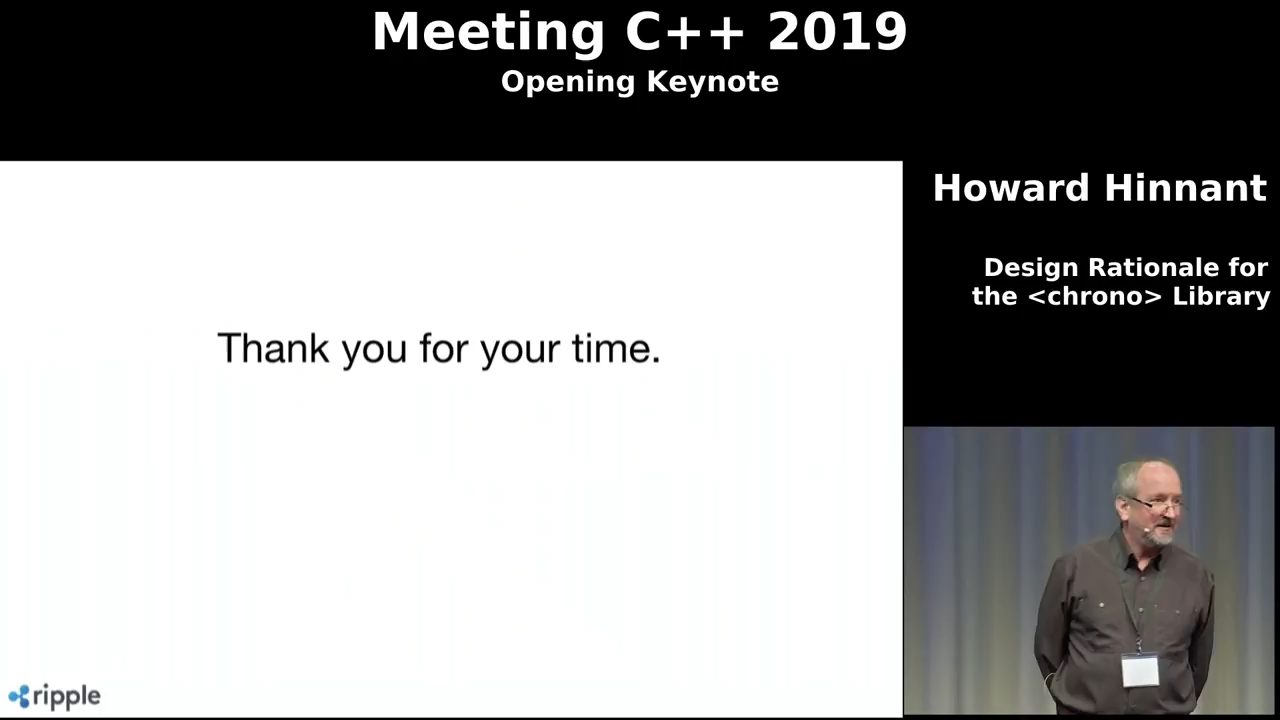 Meeting C++ 2019
Opening Keynote
Howard Hinnant
Design Rationale for
the <chrono> Library
Thank you for your time.
ripple